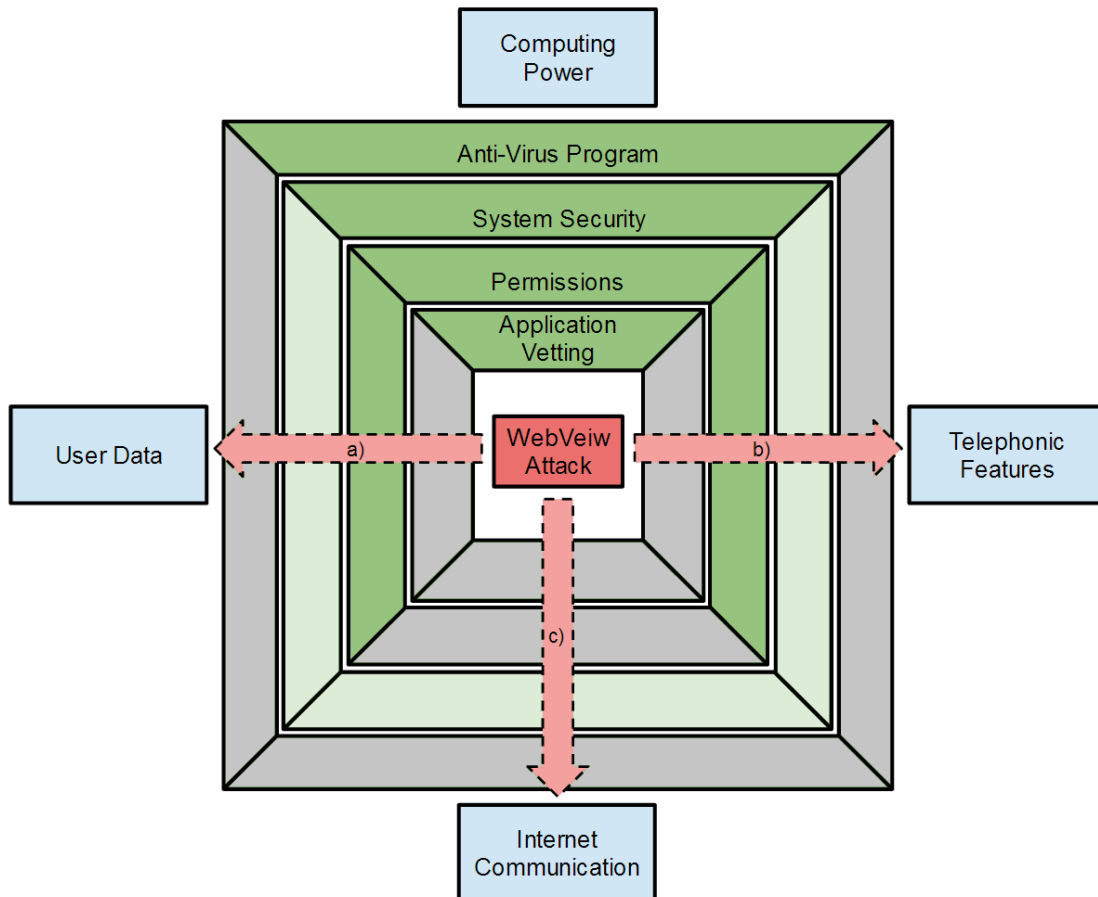 Computing
Power
Anti-Virus Program
System Security
Permissions
Application
Vetting
User Data
a)
WebVeiw
Attack
b)
Telephonic
Features
c)
Internet
Communication